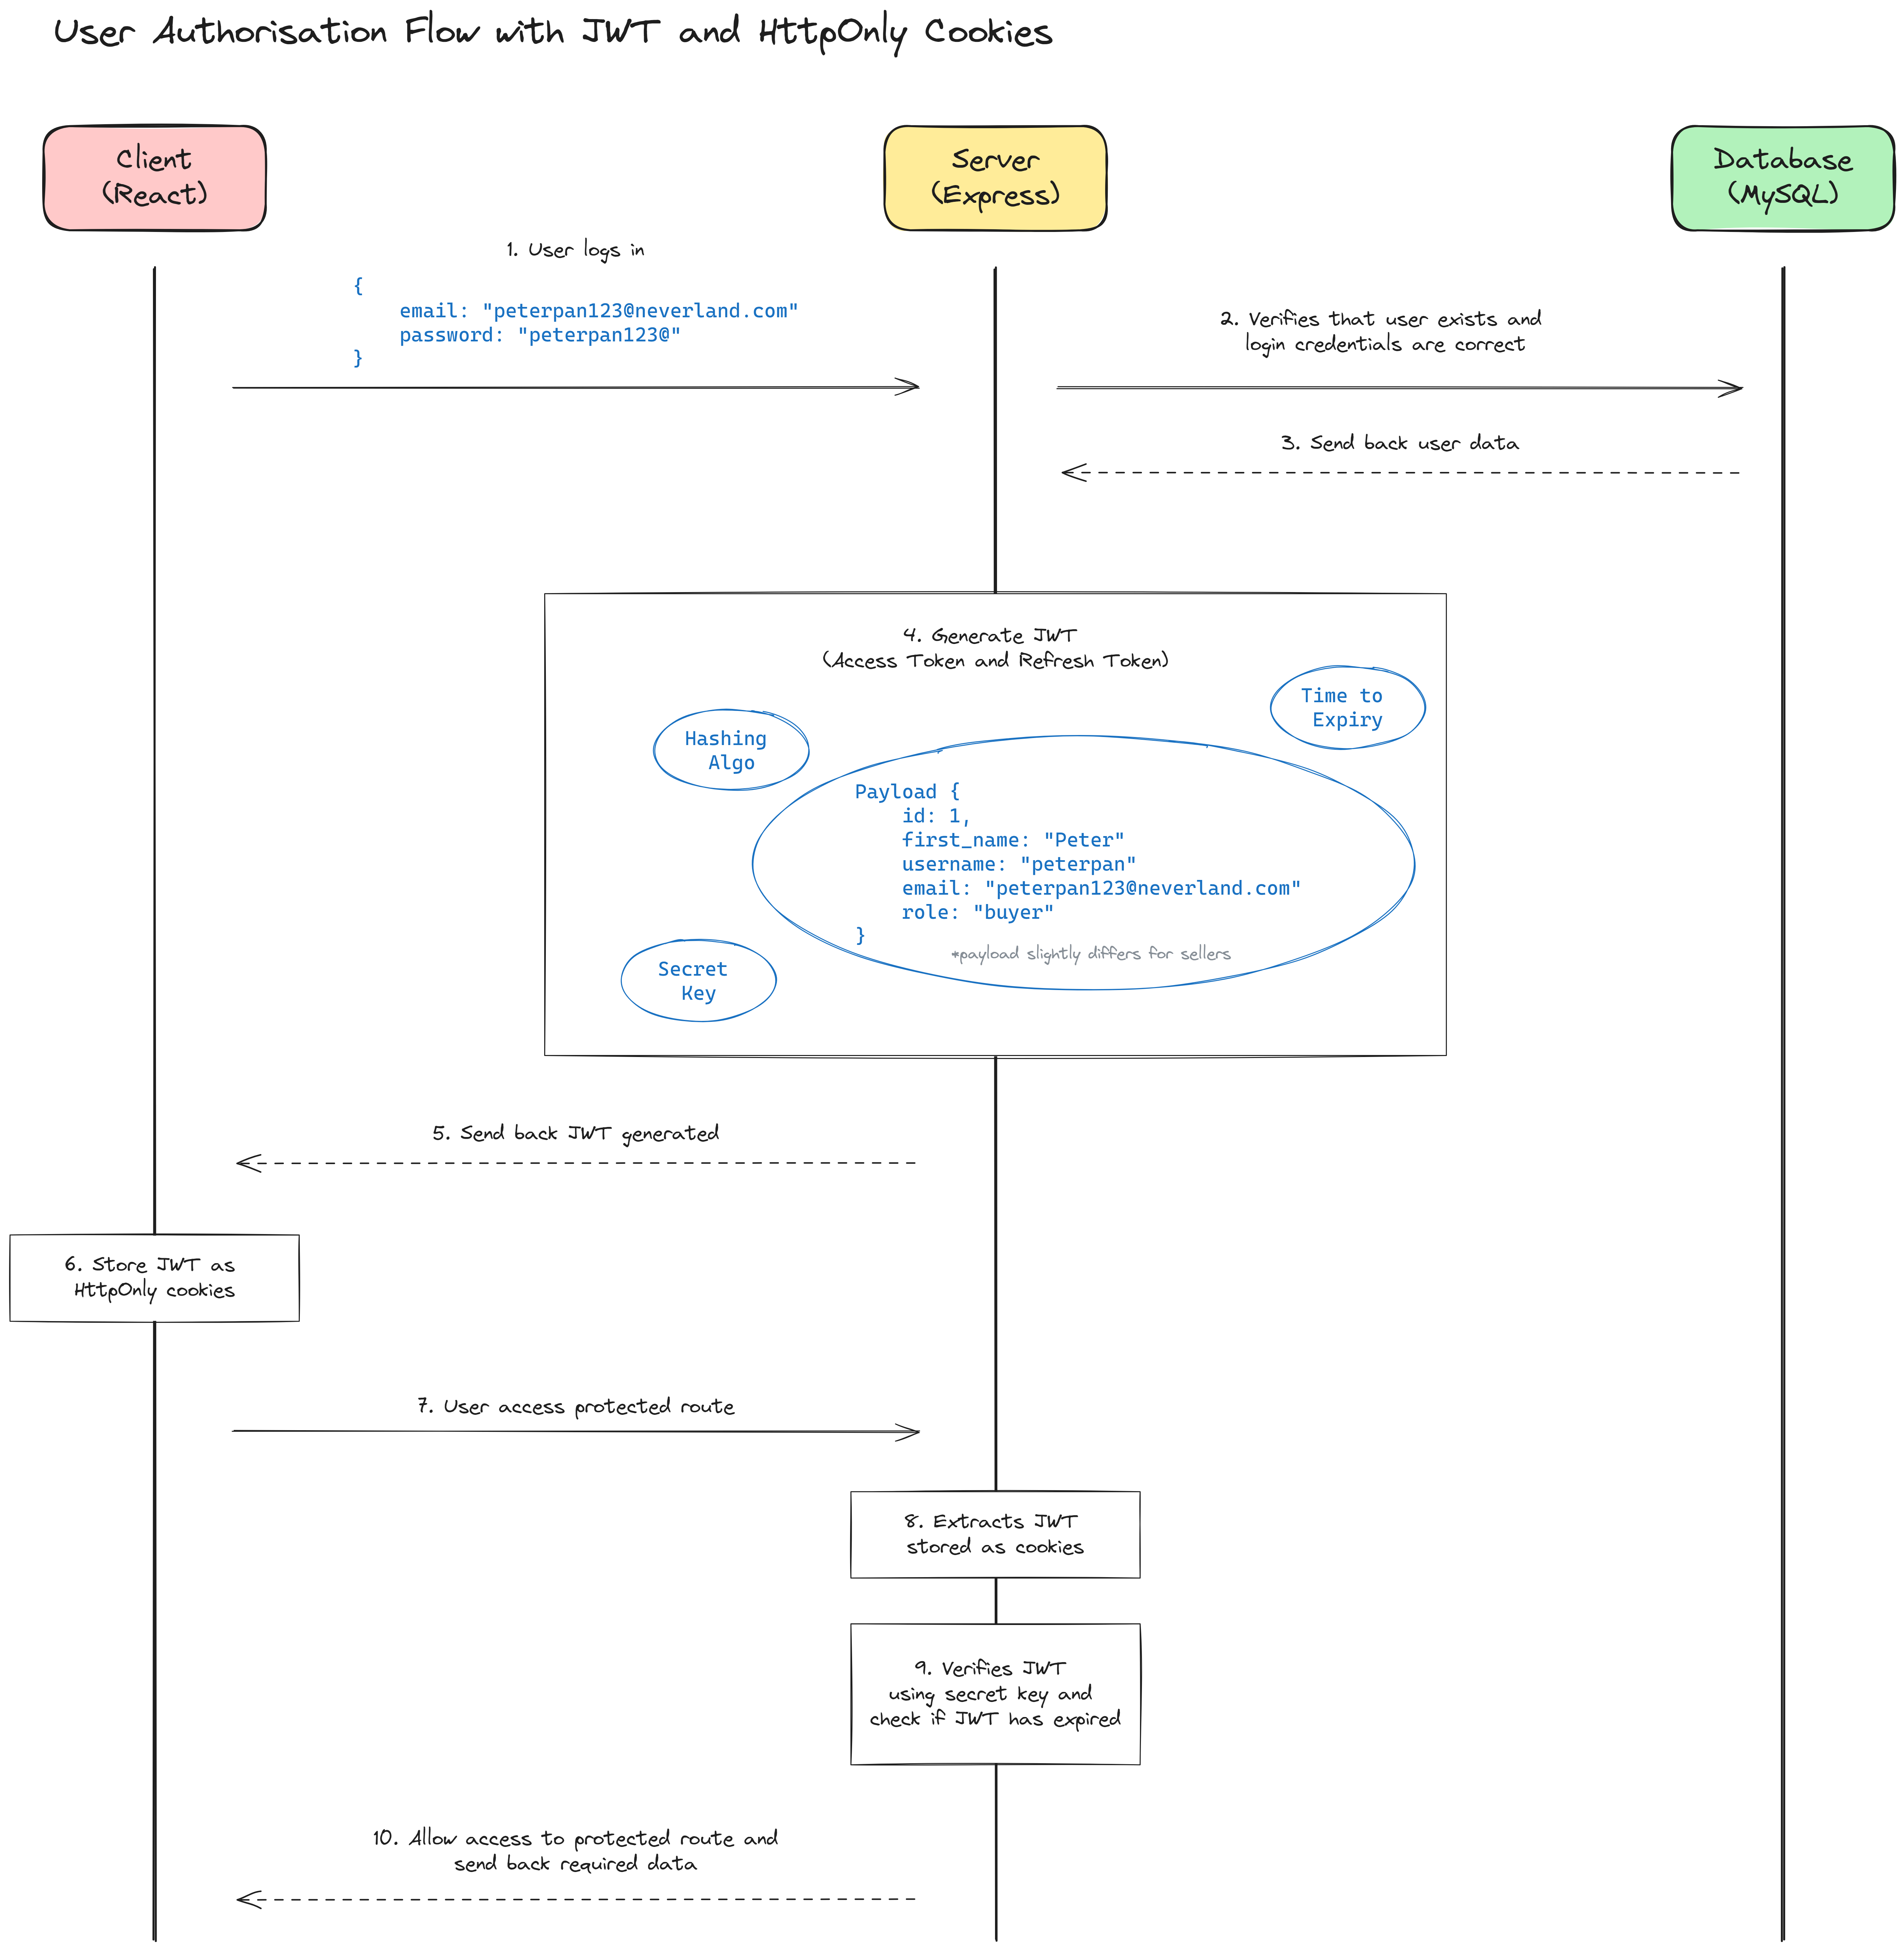 User Authorisation Flow with JWT and HttpOnly Cookies
Client
(React)
Server
(Express)
Database
(MySQL)
1. User logs in
{
email: "peterpan123@neverland.com"
password: "peterpan123@"
}
2. Verifies that user exists and
login credentials are correct
3. Send back user data
4. Generate JWT
(Access Token and Refresh Token)
Time to
Expiry
Hashing
Algo
Payload {
id: 1,
first_name: "Peter"
username: "peterpan"
email: "peterpan123@neverland.com"
role: "buyer"
}
*payload slightly differs for sellers
Secret
Key
5. Send back JWT generated
6. Store JWT as
HttpOnly cookies
7. User access protected route
8. Extracts JWT
stored as cookies
9. Verifies JWT
using secret key and
check if JWT has expired
10. Allow access to protected route and
send back required data